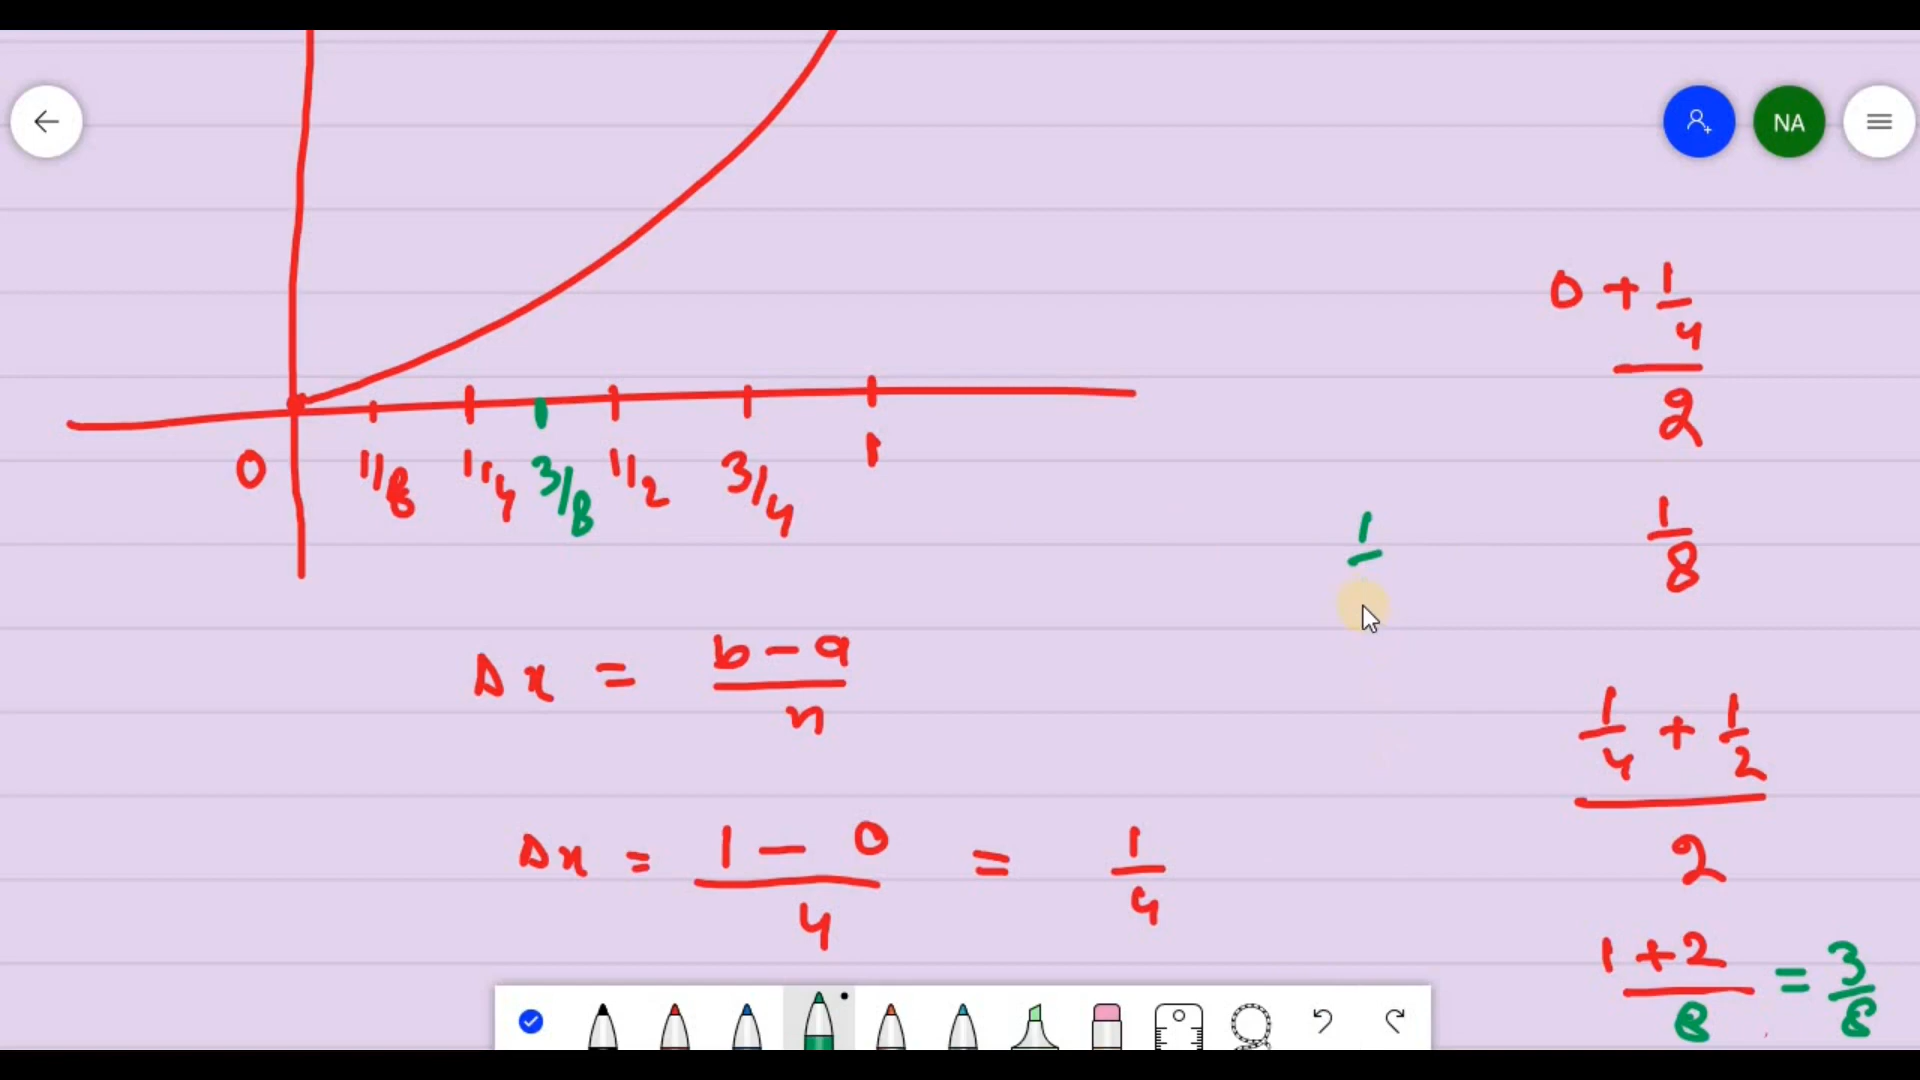 NA
0 1/8 1/4 3/8 1/2 3/4 1
0 + 1/4
2
1/8
1/
Δx = b - a
n
1/4 + 1/2
2
Δx = 1 - 0 = 1/4
4
1 + 2 = 3/8
8